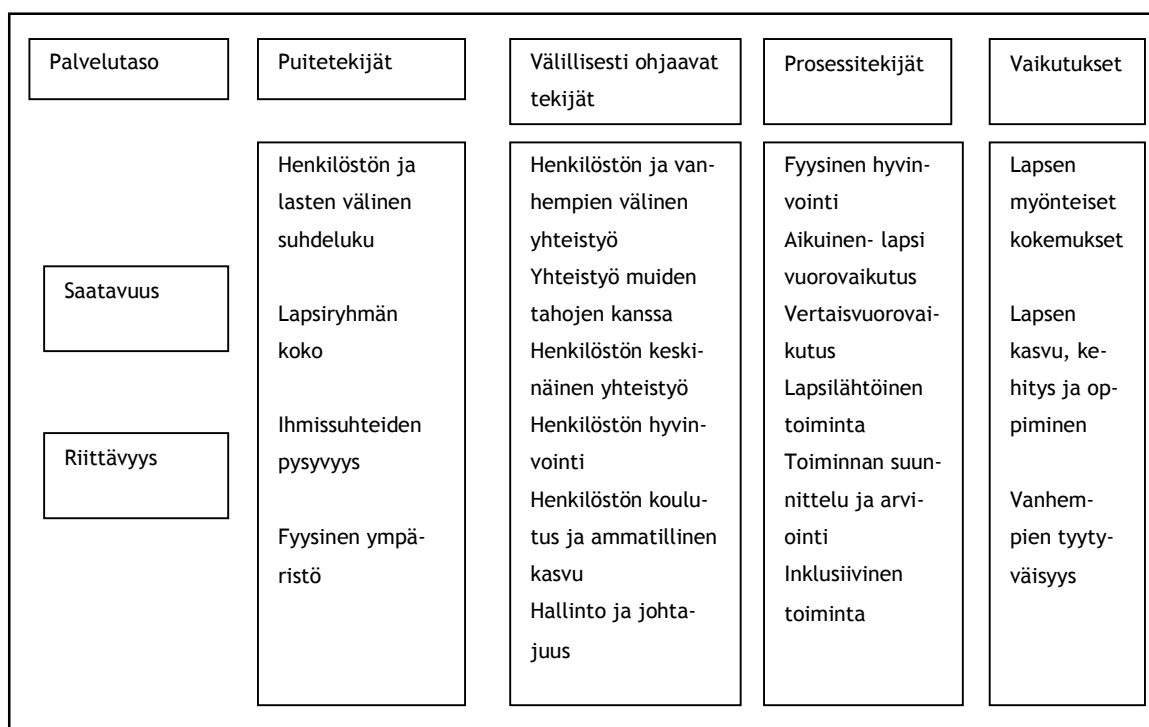 Palvelutaso
Puitetekijät
Välillisesti ohjaavat
tekijät
Prosessitekijät
Vaikutukset
Saatavuus
Riittävyys
Henkilöstön ja
lasten välinen
suhdeluku
Lapsiryhmän
koko
Ihmissuhteiden
pysyvyys
Fyysinen ympä-
ristö
Henkilöstön ja van-
hempien välinen
yhteistyö
Yhteistyö muiden
tahojen kanssa
Henkilöstön keski-
näinen yhteistyö
Henkilöstön hyvin-
vointi
Henkilöstön koulu-
tus ja ammatillinen
kasvu
Hallinto ja johta-
juus
Fyysinen hyvin-
vointi
Aikuinen- lapsi
vuorovaikutus
Vertaisvuorovai-
kutus
Lapsilähtöinen
toiminta
Toiminnan suun-
nittelu ja arvi-
ointi
Inklusiivinen
toiminta
Lapsen
myönteiset
kokemukset
Lapsen
kasvu, ke-
hitys ja op-
piminen
Vanhem-
pien tyyty-
väisyys